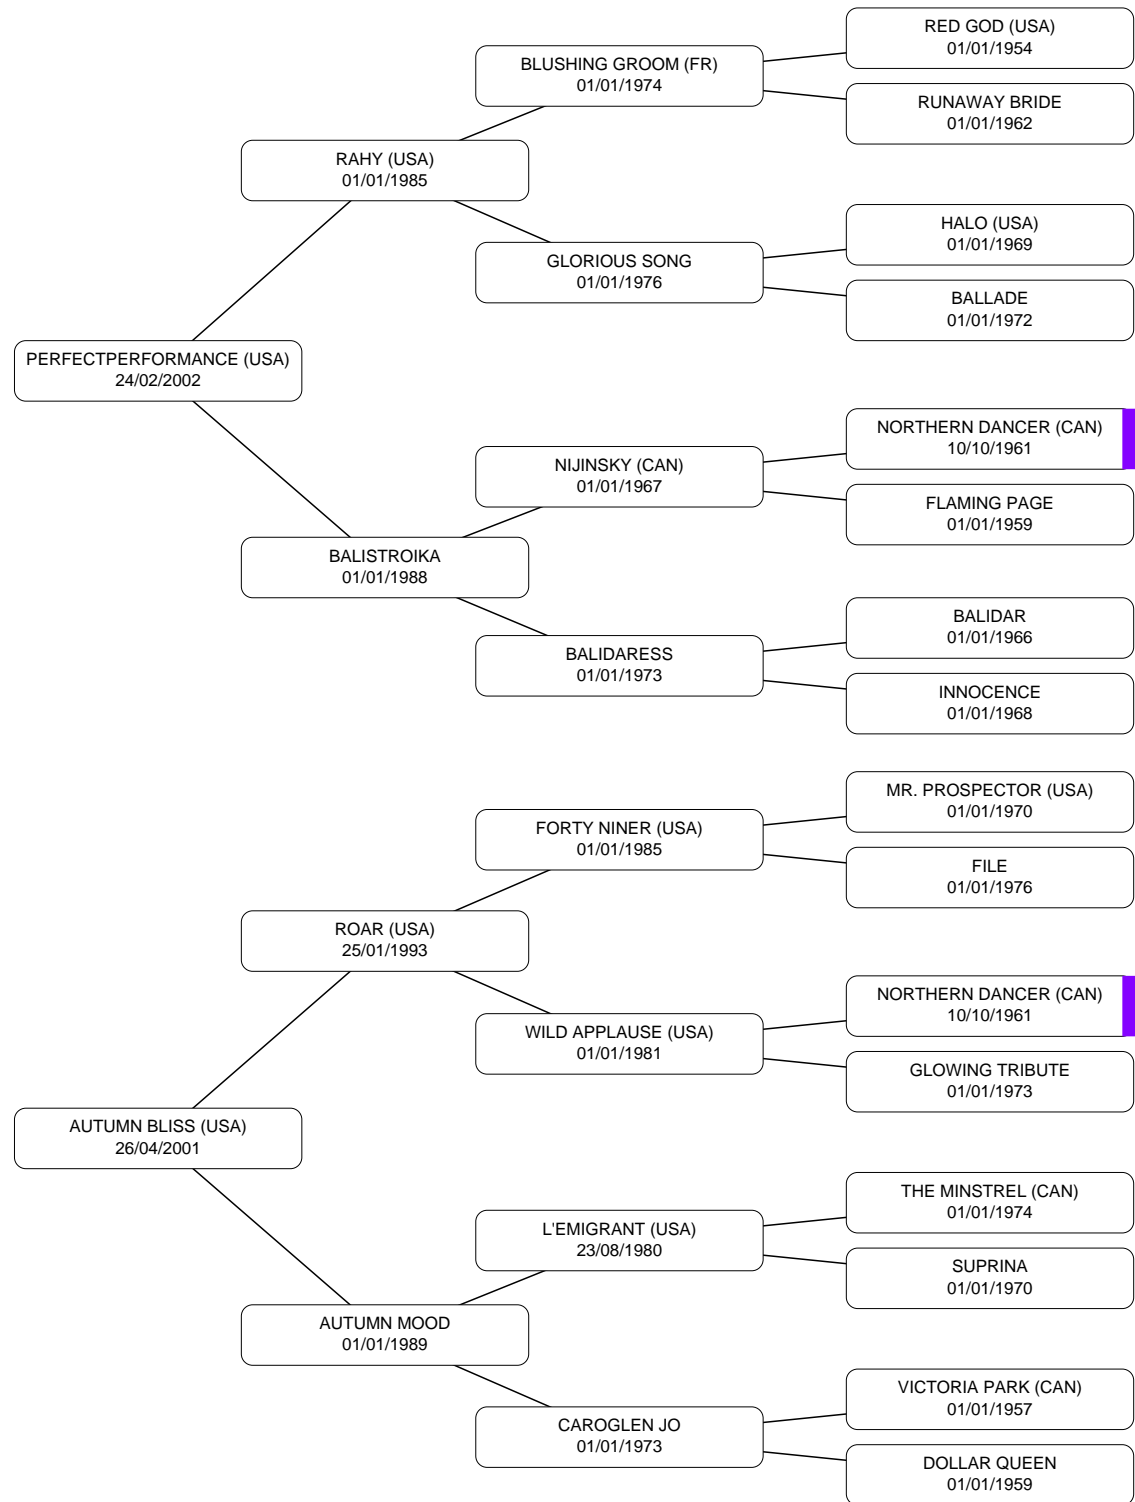 RED GOD (USA)
01/01/1954
BLUSHING GROOM (FR)
01/01/1974
RUNAWAY BRIDE
01/01/1962
RAHY (USA)
01/01/1985
HALO (USA)
01/01/1969
GLORIOUS SONG
01/01/1976
BALLADE
01/01/1972
PERFECTPERFORMANCE (USA)
24/02/2002
NORTHERN DANCER (CAN)
10/10/1961
NIJINSKY (CAN)
01/01/1967
FLAMING PAGE
01/01/1959
BALISTROIKA
01/01/1988
BALIDAR
01/01/1966
BALIDARESS
01/01/1973
INNOCENCE
01/01/1968
MR. PROSPECTOR (USA)
01/01/1970
FORTY NINER (USA)
01/01/1985
FILE
01/01/1976
ROAR (USA)
25/01/1993
NORTHERN DANCER (CAN)
10/10/1961
WILD APPLAUSE (USA)
01/01/1981
GLOWING TRIBUTE
01/01/1973
AUTUMN BLISS (USA)
26/04/2001
THE MINSTREL (CAN)
01/01/1974
L'EMIGRANT (USA)
23/08/1980
SUPRINA
01/01/1970
AUTUMN MOOD
01/01/1989
VICTORIA PARK (CAN)
01/01/1957
CAROGLEN JO
01/01/1973
DOLLAR QUEEN
01/01/1959